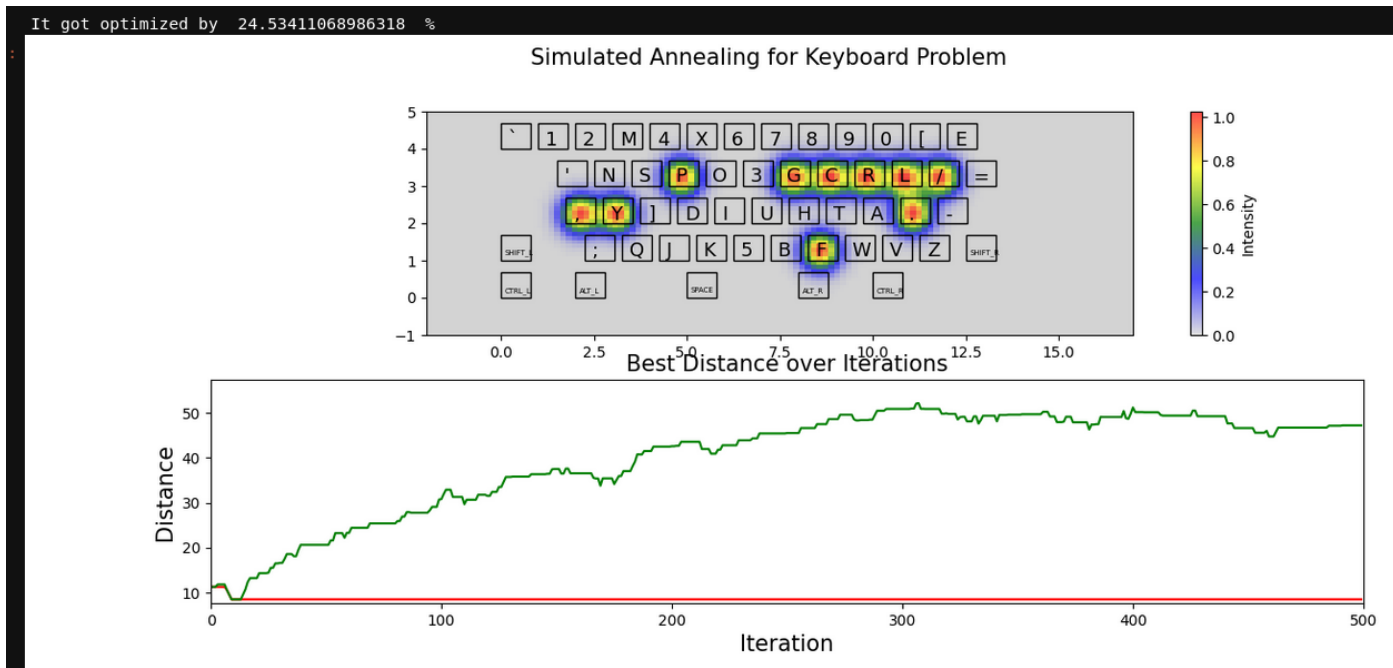 It got optimized by 24.53411068986318 %
:
Simulated Annealing for Keyboard Problem
5
4
3
2
1
0
−1
` 1 2 M 4 X 6 7 8 9 0 [ E
' N S P O 3 G C R L / =
, Y ] D I U H T A . -
SHIFT_L ; Q J K 5 B F W V Z SHIFT_R
CTRL_L ALT_L SPACE ALT_R CTRL_R
0.0 2.5 5.0 7.5 10.0 12.5 15.0
1.0
0.8
0.6
0.4
0.2
0.0
Intensity
Best Distance over Iterations
50
40
30
20
10
Distance
0 100 200 300 400 500
Iteration